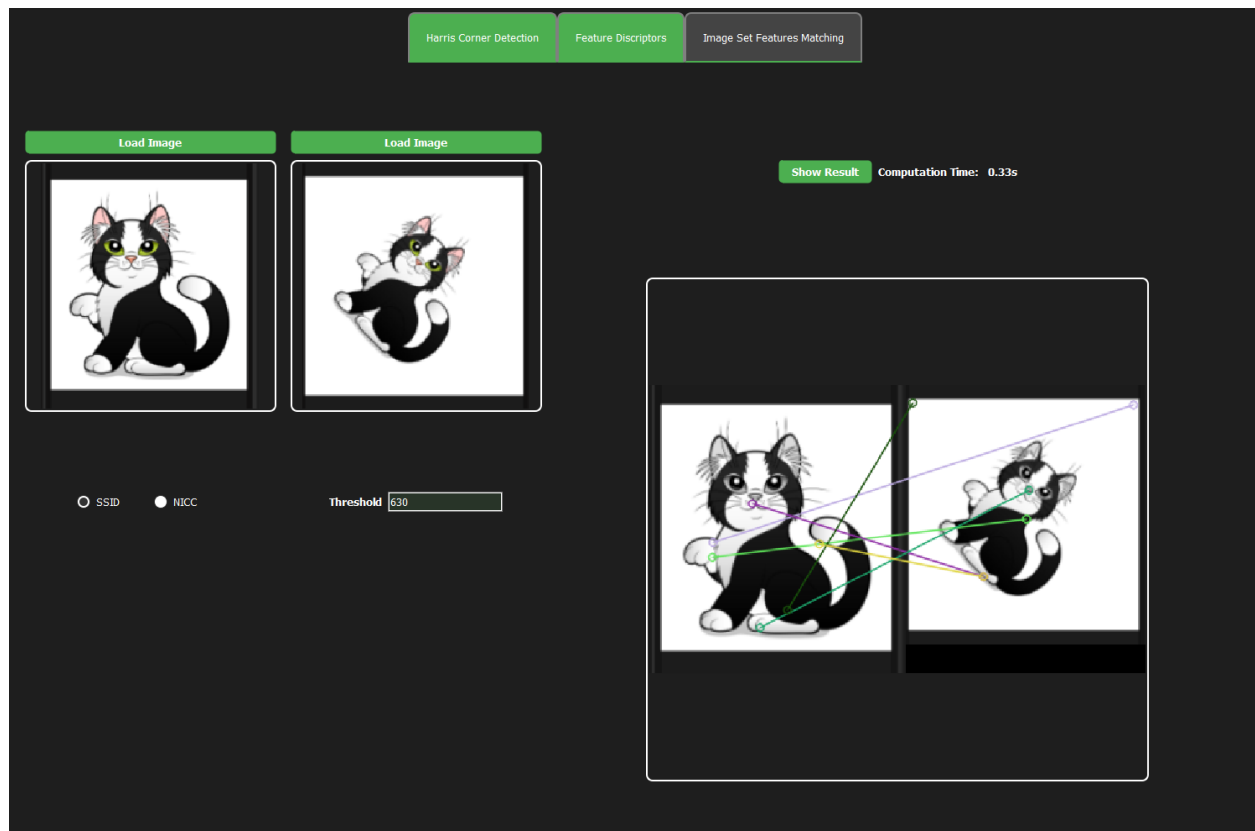 Harris Corner Detection
Feature Discriptors
Image Set Features Matching
Load Image
Load Image
Show Result
Computation Time: 0.33s
SSID
NICC
Threshold
630